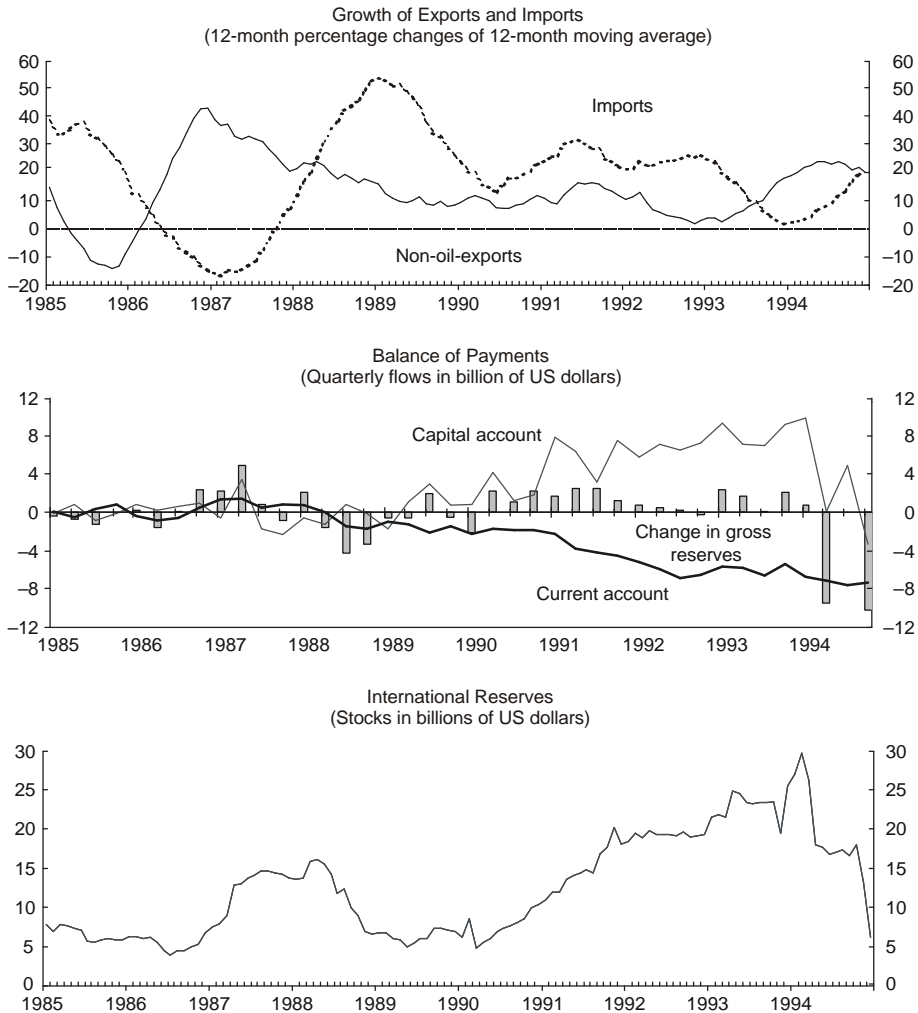 Growth of Exports and Imports
(12-month percentage changes of 12-month moving average)
60 60
50 50
40 Imports 40
30 30
20 20
10 10
0 0
–10 Non-oil-exports –10
–20 –20
1985 1986 1987 1988 1989 1990 1991 1992 1993 1994
Balance of Payments
(Quarterly flows in billion of US dollars)
12 12
8 Capital account 8
4 4
0 0
Change in gross
–4 reserves –4
–8 Current account –8
–12 –12
1985 1986 1987 1988 1989 1990 1991 1992 1993 1994
International Reserves
(Stocks in billions of US dollars)
30 30
25 25
20 20
15 15
10 10
5 5
0 0
1985 1986 1987 1988 1989 1990 1991 1992 1993 1994